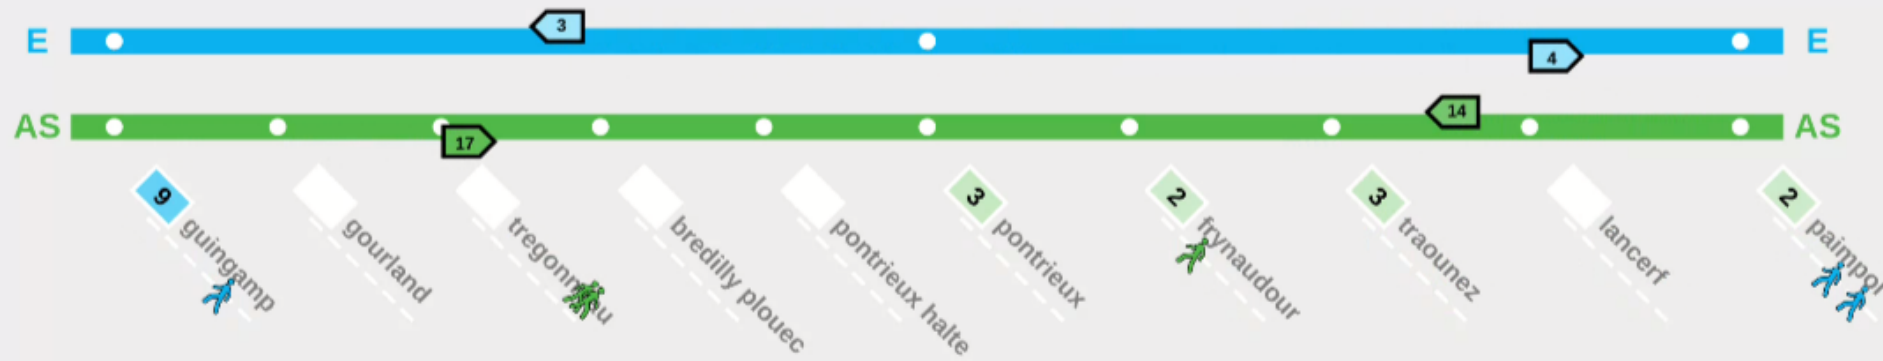 E 3 4 E
AS 17 14 AS
9 guingamp
gourland
bredilly plouec
pontrieux halte
3 pontrieux
2 frynaudour
3 traounez
lancerf
2